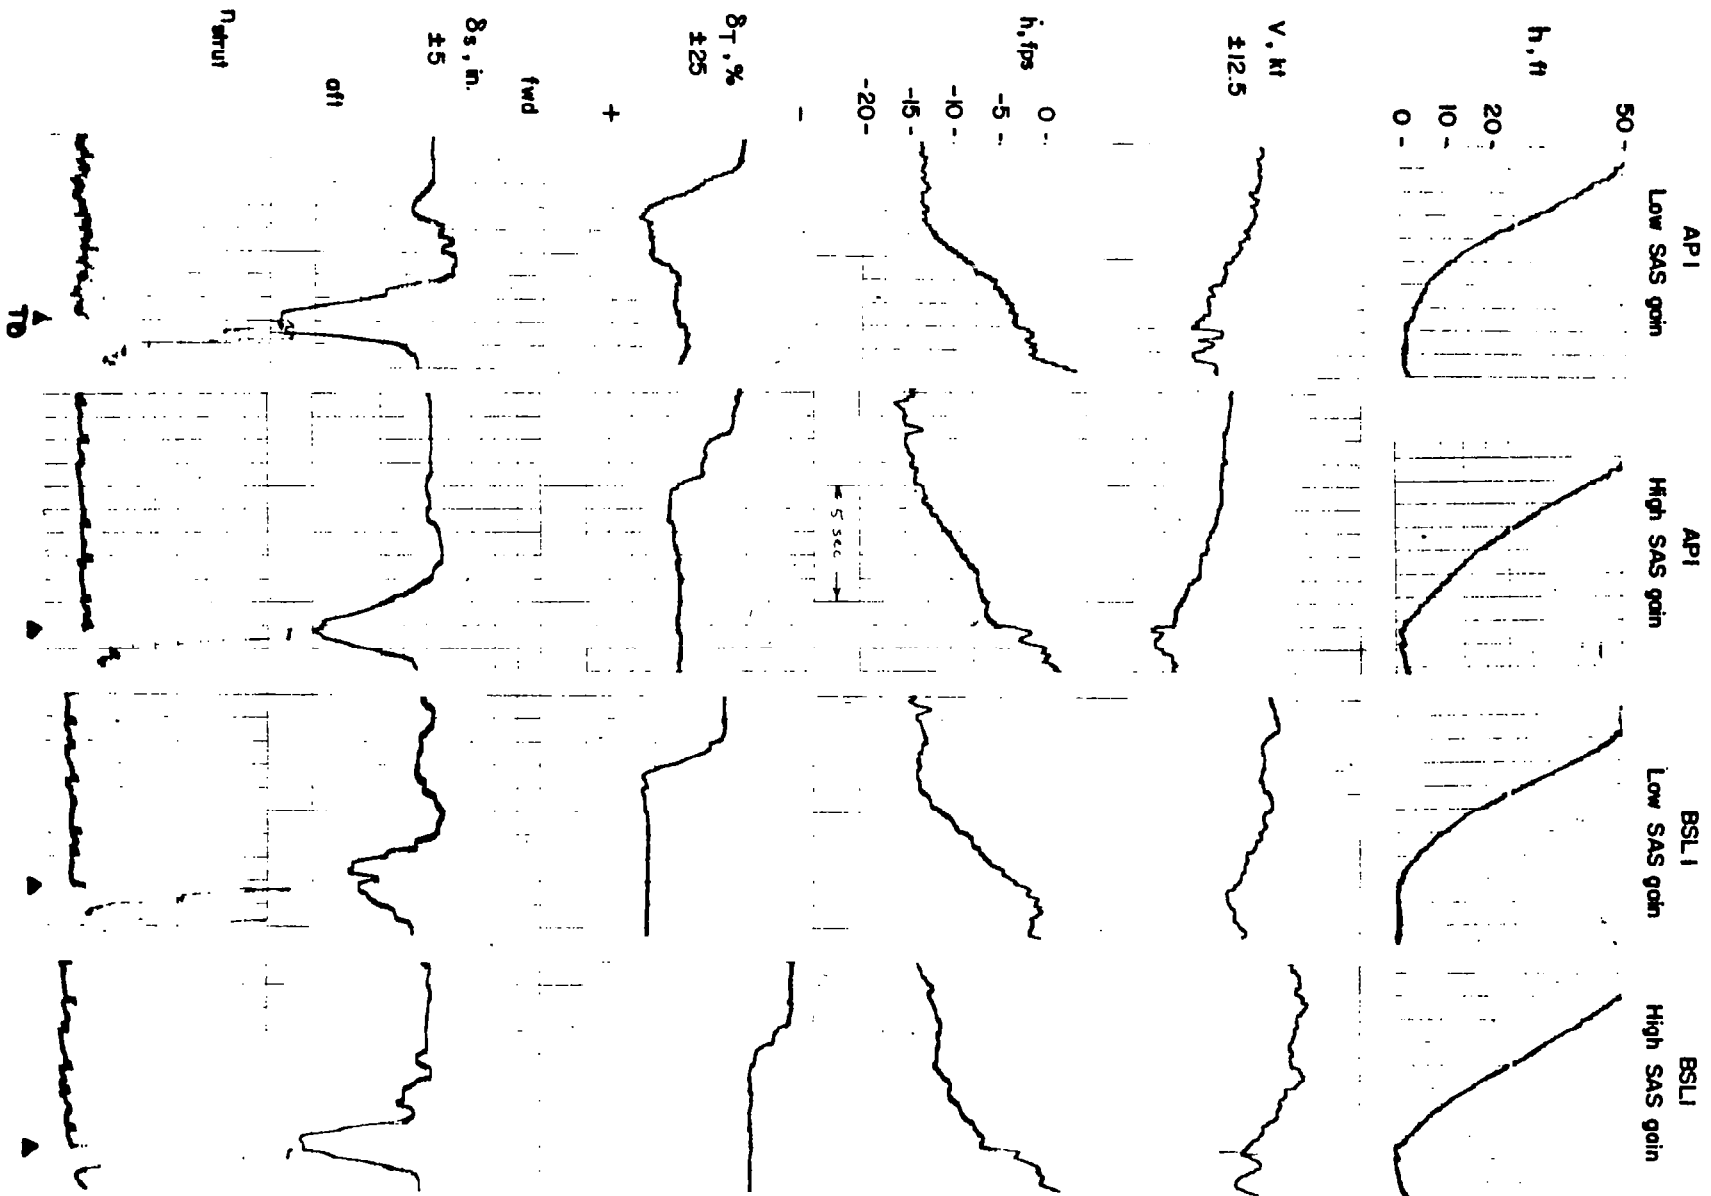 API
Low SAS gain
API
High SAS gain
BSL1
Low SAS gain
BSL1
High SAS gain
h, ft
50 -
20 -
10 -
0 -
V, kt
±12.5
ḣ, fps
0 -
-5 -
-10 -
-15 -
-20 -
5 sec
δT, %
±25
-
+
δs, in.
±5
fwd
aft
nstrut
TD